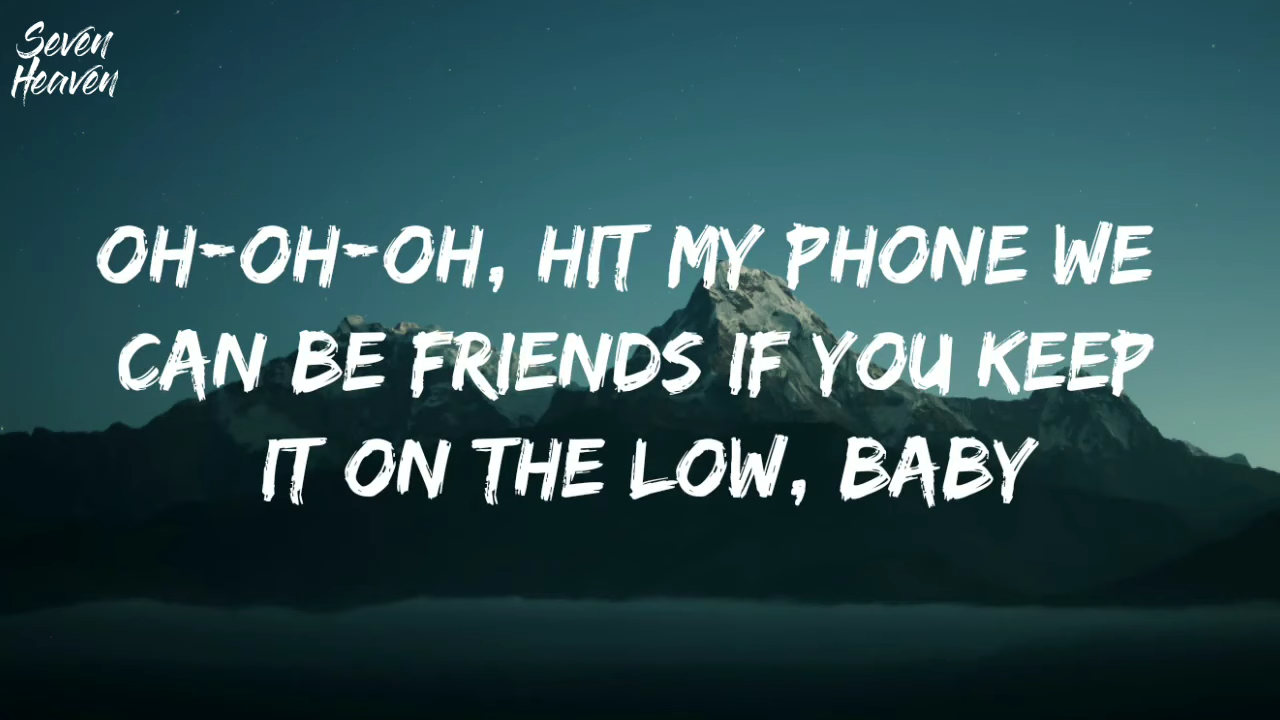 Seven
Heaven
OH-OH-OH, HIT MY PHONE WE
CAN BE FRIENDS IF YOU KEEP
IT ON THE LOW, BABY